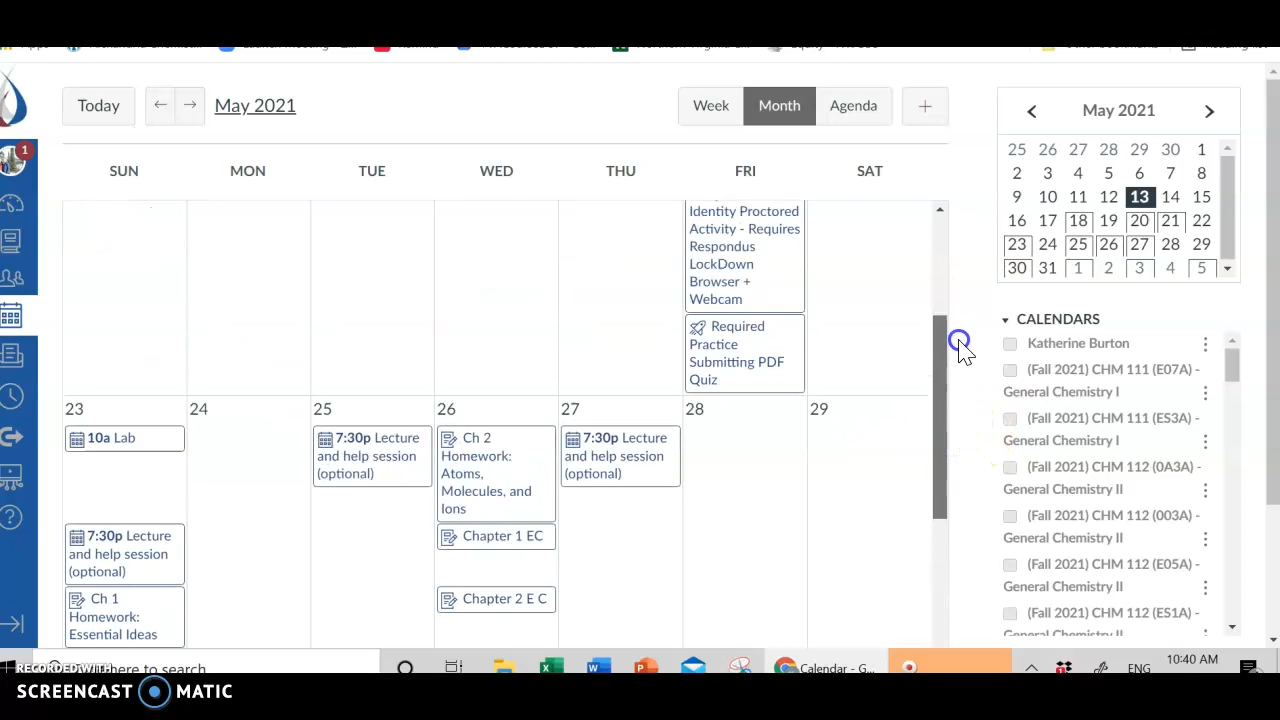 Today
←
→
May 2021
Week
Month
Agenda
+
1
SUN MON TUE WED THU FRI SAT
Identity Proctored
Activity - Requires
Respondus
LockDown
Browser +
Webcam
Required
Practice
Submitting PDF
Quiz
23 24 25 26 27 28 29
10a Lab
7:30p Lecture
and help session
(optional)
Ch 1
Homework:
Essential Ideas
7:30p Lecture
and help session
(optional)
Ch 2
Homework:
Atoms,
Molecules, and
Ions
Chapter 1 EC
Chapter 2 E C
7:30p Lecture
and help session
(optional)
May 2021
25 26 27 28 29 30 1
2 3 4 5 6 7 8
9 10 11 12 13 14 15
16 17 18 19 20 21 22
23 24 25 26 27 28 29
30 31 1 2 3 4 5
CALENDARS
Katherine Burton
(Fall 2021) CHM 111 (E07A) -
General Chemistry I
(Fall 2021) CHM 111 (ES3A) -
General Chemistry I
(Fall 2021) CHM 112 (0A3A) -
General Chemistry II
(Fall 2021) CHM 112 (003A) -
General Chemistry II
(Fall 2021) CHM 112 (E05A) -
General Chemistry II
(Fall 2021) CHM 112 (ES1A) -
General Chemistry II
here to search
Calendar - G...
ENG
10:40 AM
RECORDED WITH
SCREENCAST MATIC